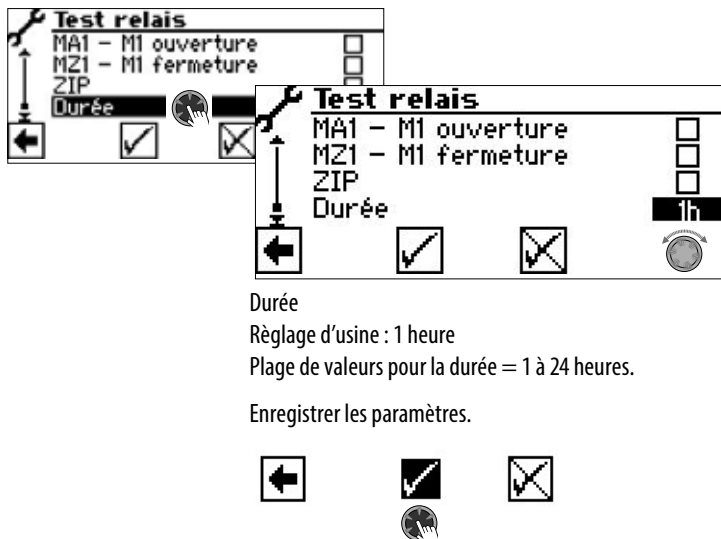 Test relais
MA1 – M1 ouverture
MZ1 – M1 fermeture
ZIP
Durée
Test relais
MA1 – M1 ouverture
MZ1 – M1 fermeture
ZIP
Durée 1h
Durée
Règlage d’usine : 1 heure
Plage de valeurs pour la durée = 1 à 24 heures.
Enregistrer les paramètres.